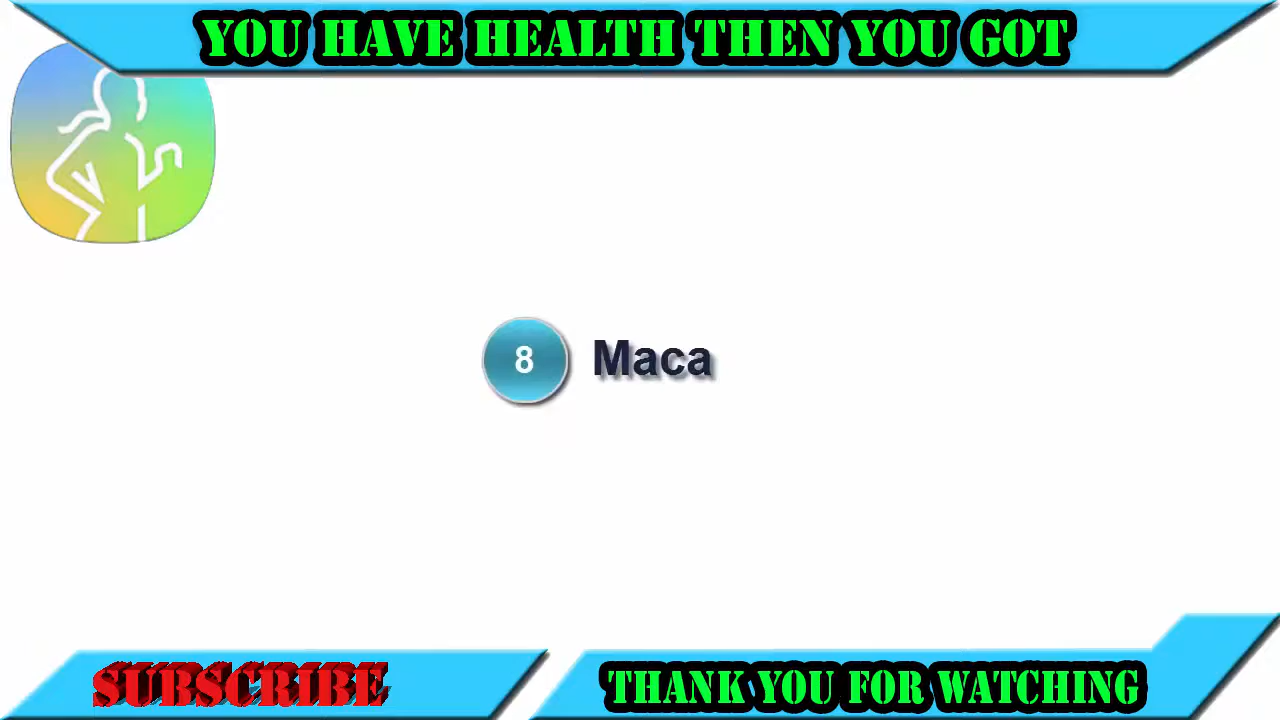 YOU HAVE HEALTH THEN YOU GOT
8 Maca
SUBSCRIBE
THANK YOU FOR WATCHING